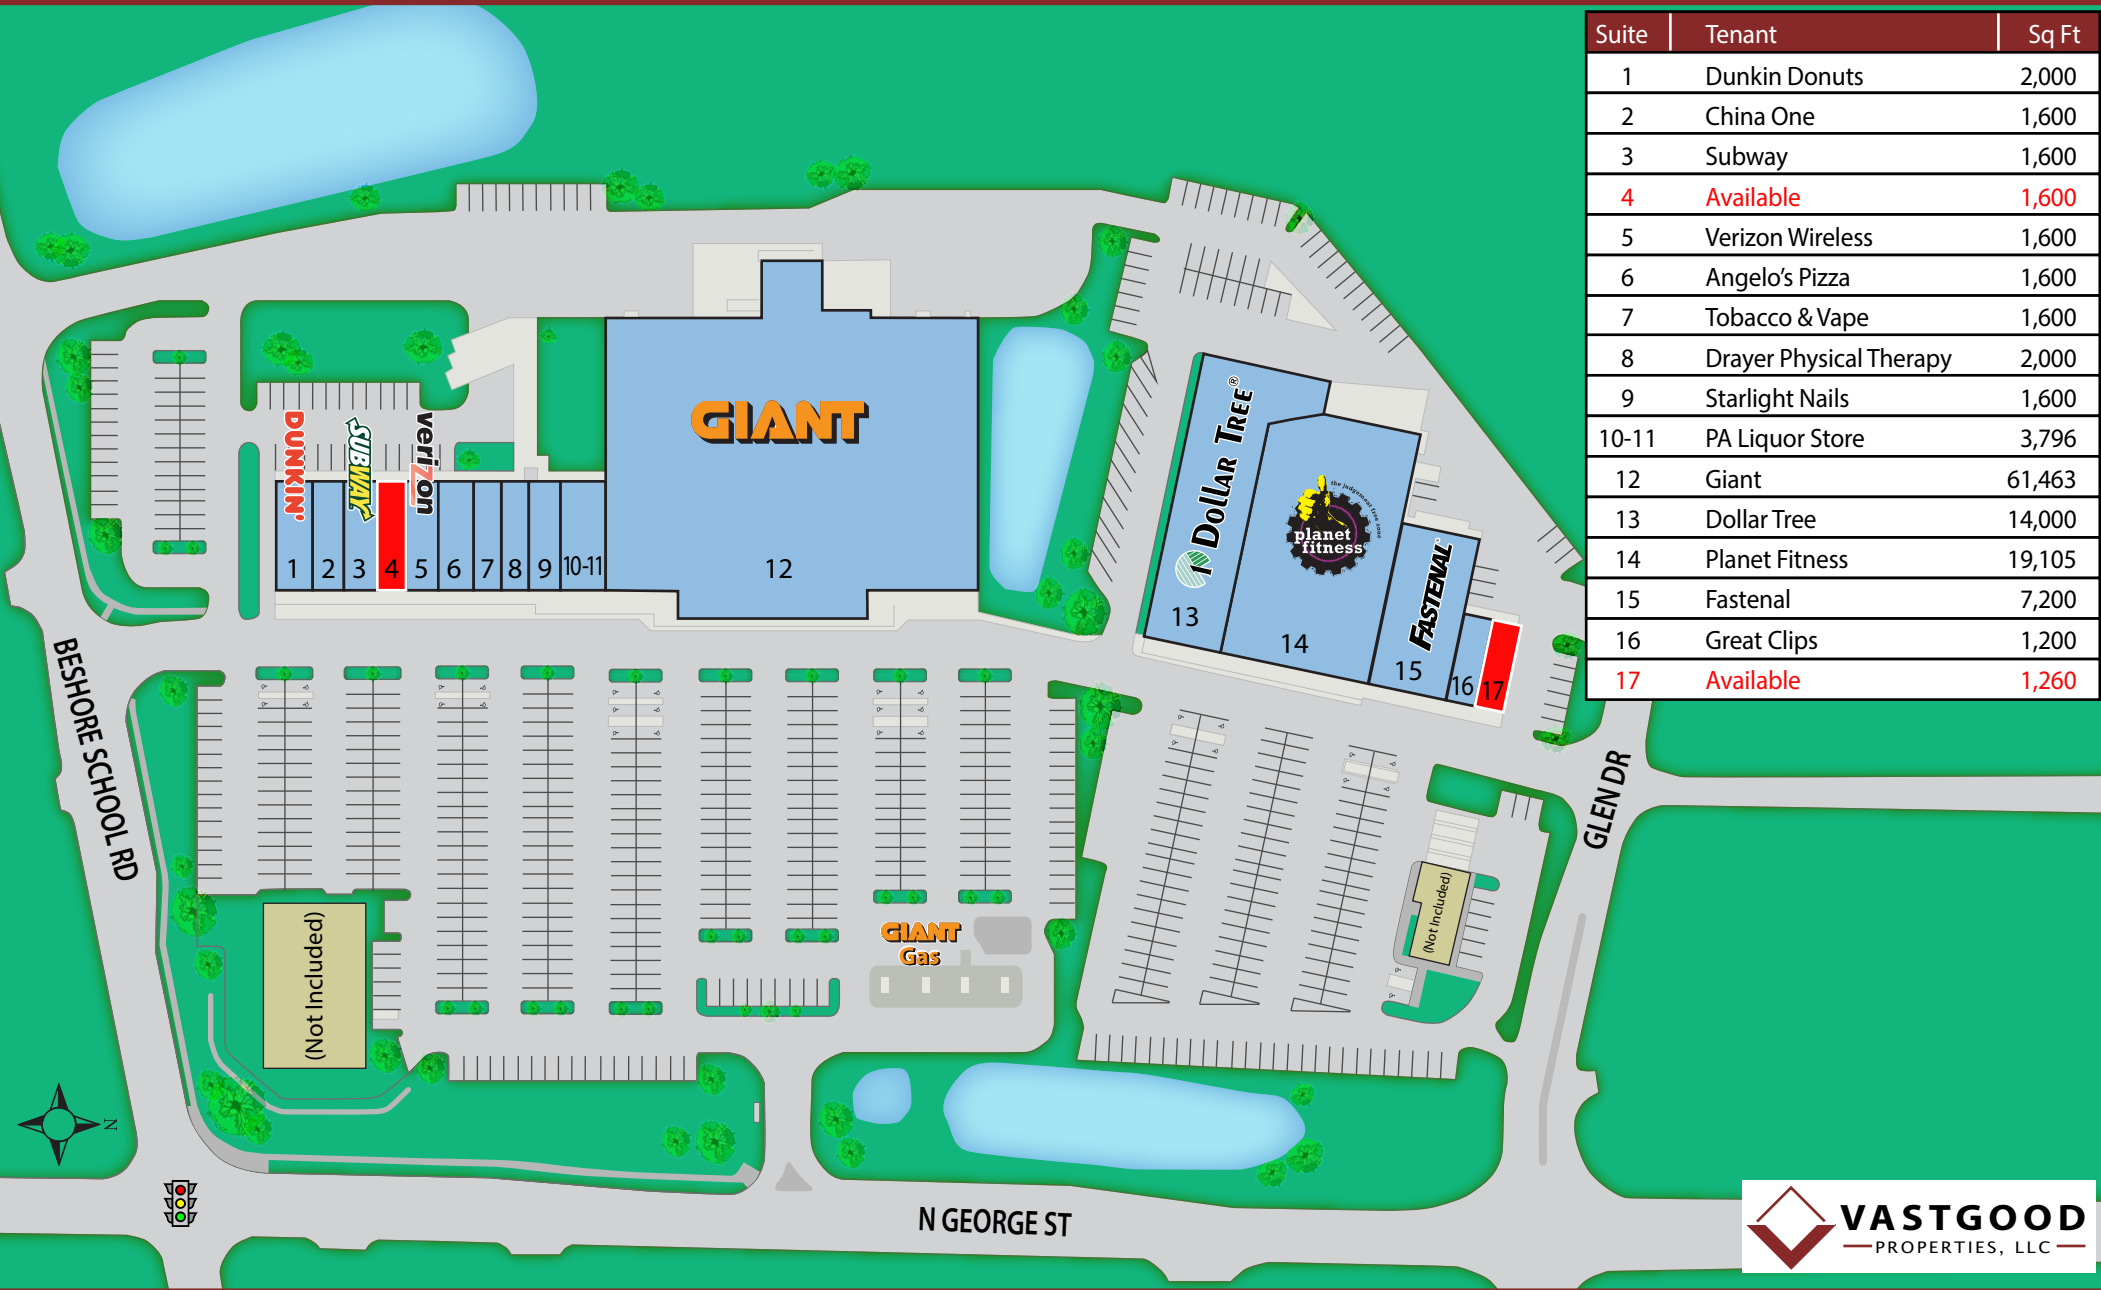 Suite Tenant Sq Ft
1 Dunkin Donuts 2,000
2 China One 1,600
3 Subway 1,600
4 Available 1,600
5 Verizon Wireless 1,600
6 Angelo's Pizza 1,600
7 Tobacco & Vape 1,600
8 Drayer Physical Therapy 2,000
9 Starlight Nails 1,600
10-11 PA Liquor Store 3,796
12 Giant 61,463
13 Dollar Tree 14,000
14 Planet Fitness 19,105
15 Fastenal 7,200
16 Great Clips 1,200
17 Available 1,260
DUNKIN'
SUBWAY
verizon
GIANT
1 2 3 4 5 6 7 8 9 10-11 12
1 DOLLAR TREE®
the judgement free zone
planet
fitness
FASTENAL
13 14 15 16 17
BESHORE SCHOOL RD
GLEN DR
(Not Included)
(Not Included)
GIANT
Gas
N
N GEORGE ST
VASTGOOD
PROPERTIES, LLC